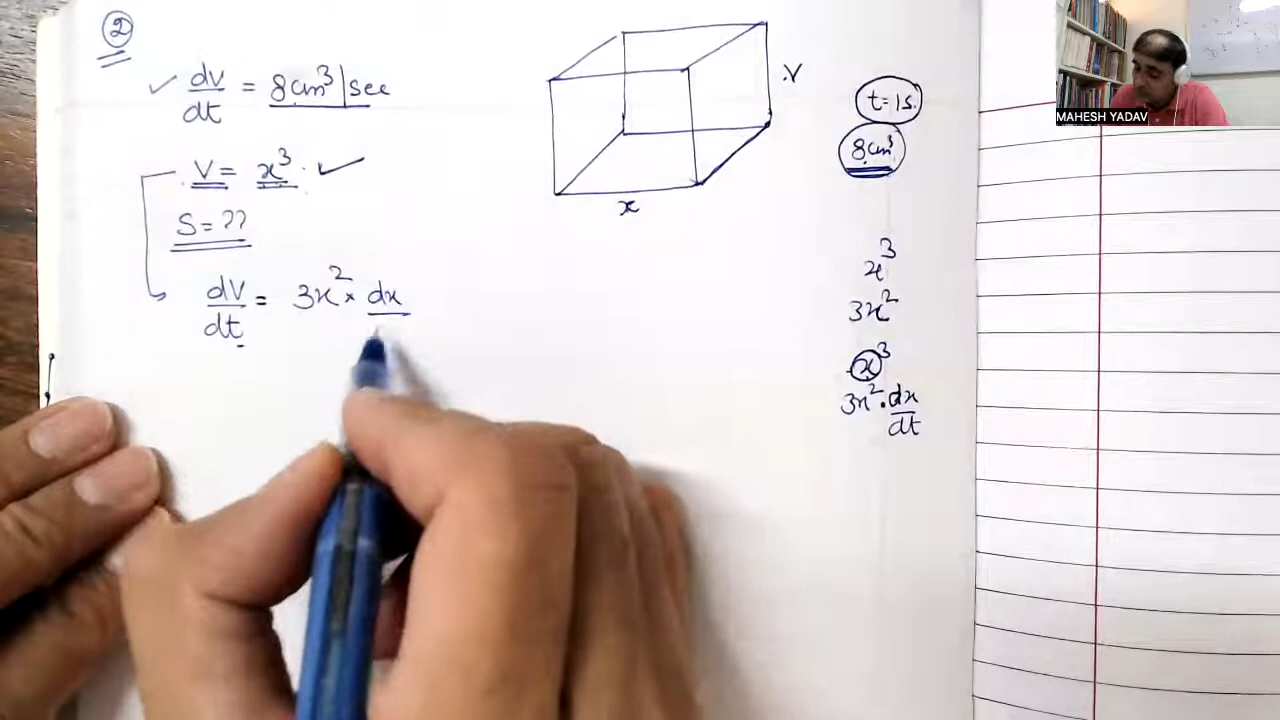 ②
✓ dv/dt = 8cm³/sec
V = x³ ✓
S = ??
dV/dt = 3x² × dx
x
.V
t=1s.
8cm³
x³
3x²
x³
3x² . dx/dt
MAHESH YADAV